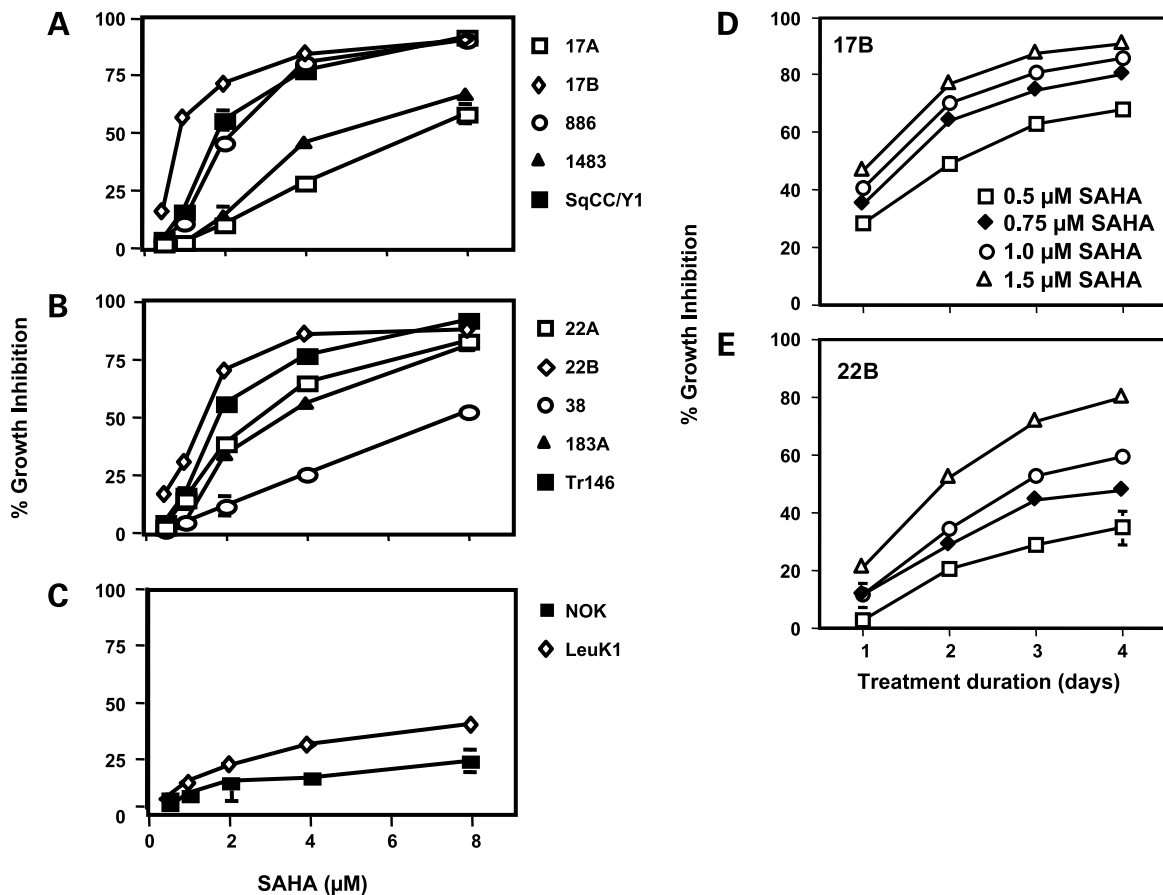 A
100
75
50
25
0
17A
17B
886
1483
SqCC/Y1
B
100
75
50
25
0
22A
22B
38
183A
Tr146
% Growth Inhibition
C
100
75
50
25
0
0 2 4 6 8
NOK
LeuK1
SAHA (µM)
D
17B
100
80
60
40
20
0
0.5 µM SAHA
0.75 µM SAHA
1.0 µM SAHA
1.5 µM SAHA
% Growth Inhibition
E
22B
100
80
60
40
20
0
1 2 3 4
Treatment duration (days)